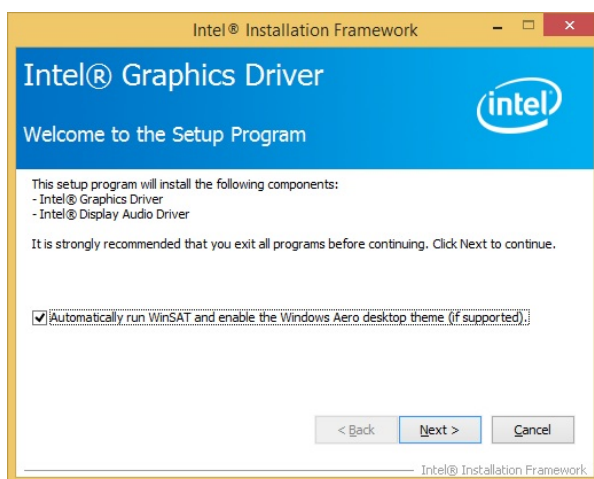 Intel® Installation Framework
Intel® Graphics Driver
intel
Welcome to the Setup Program
This setup program will install the following components:
- Intel® Graphics Driver
- Intel® Display Audio Driver
It is strongly recommended that you exit all programs before continuing. Click Next to continue.
Automatically run WinSAT and enable the Windows Aero desktop theme (if supported).
< Back
Next >
Cancel
Intel® Installation Framework